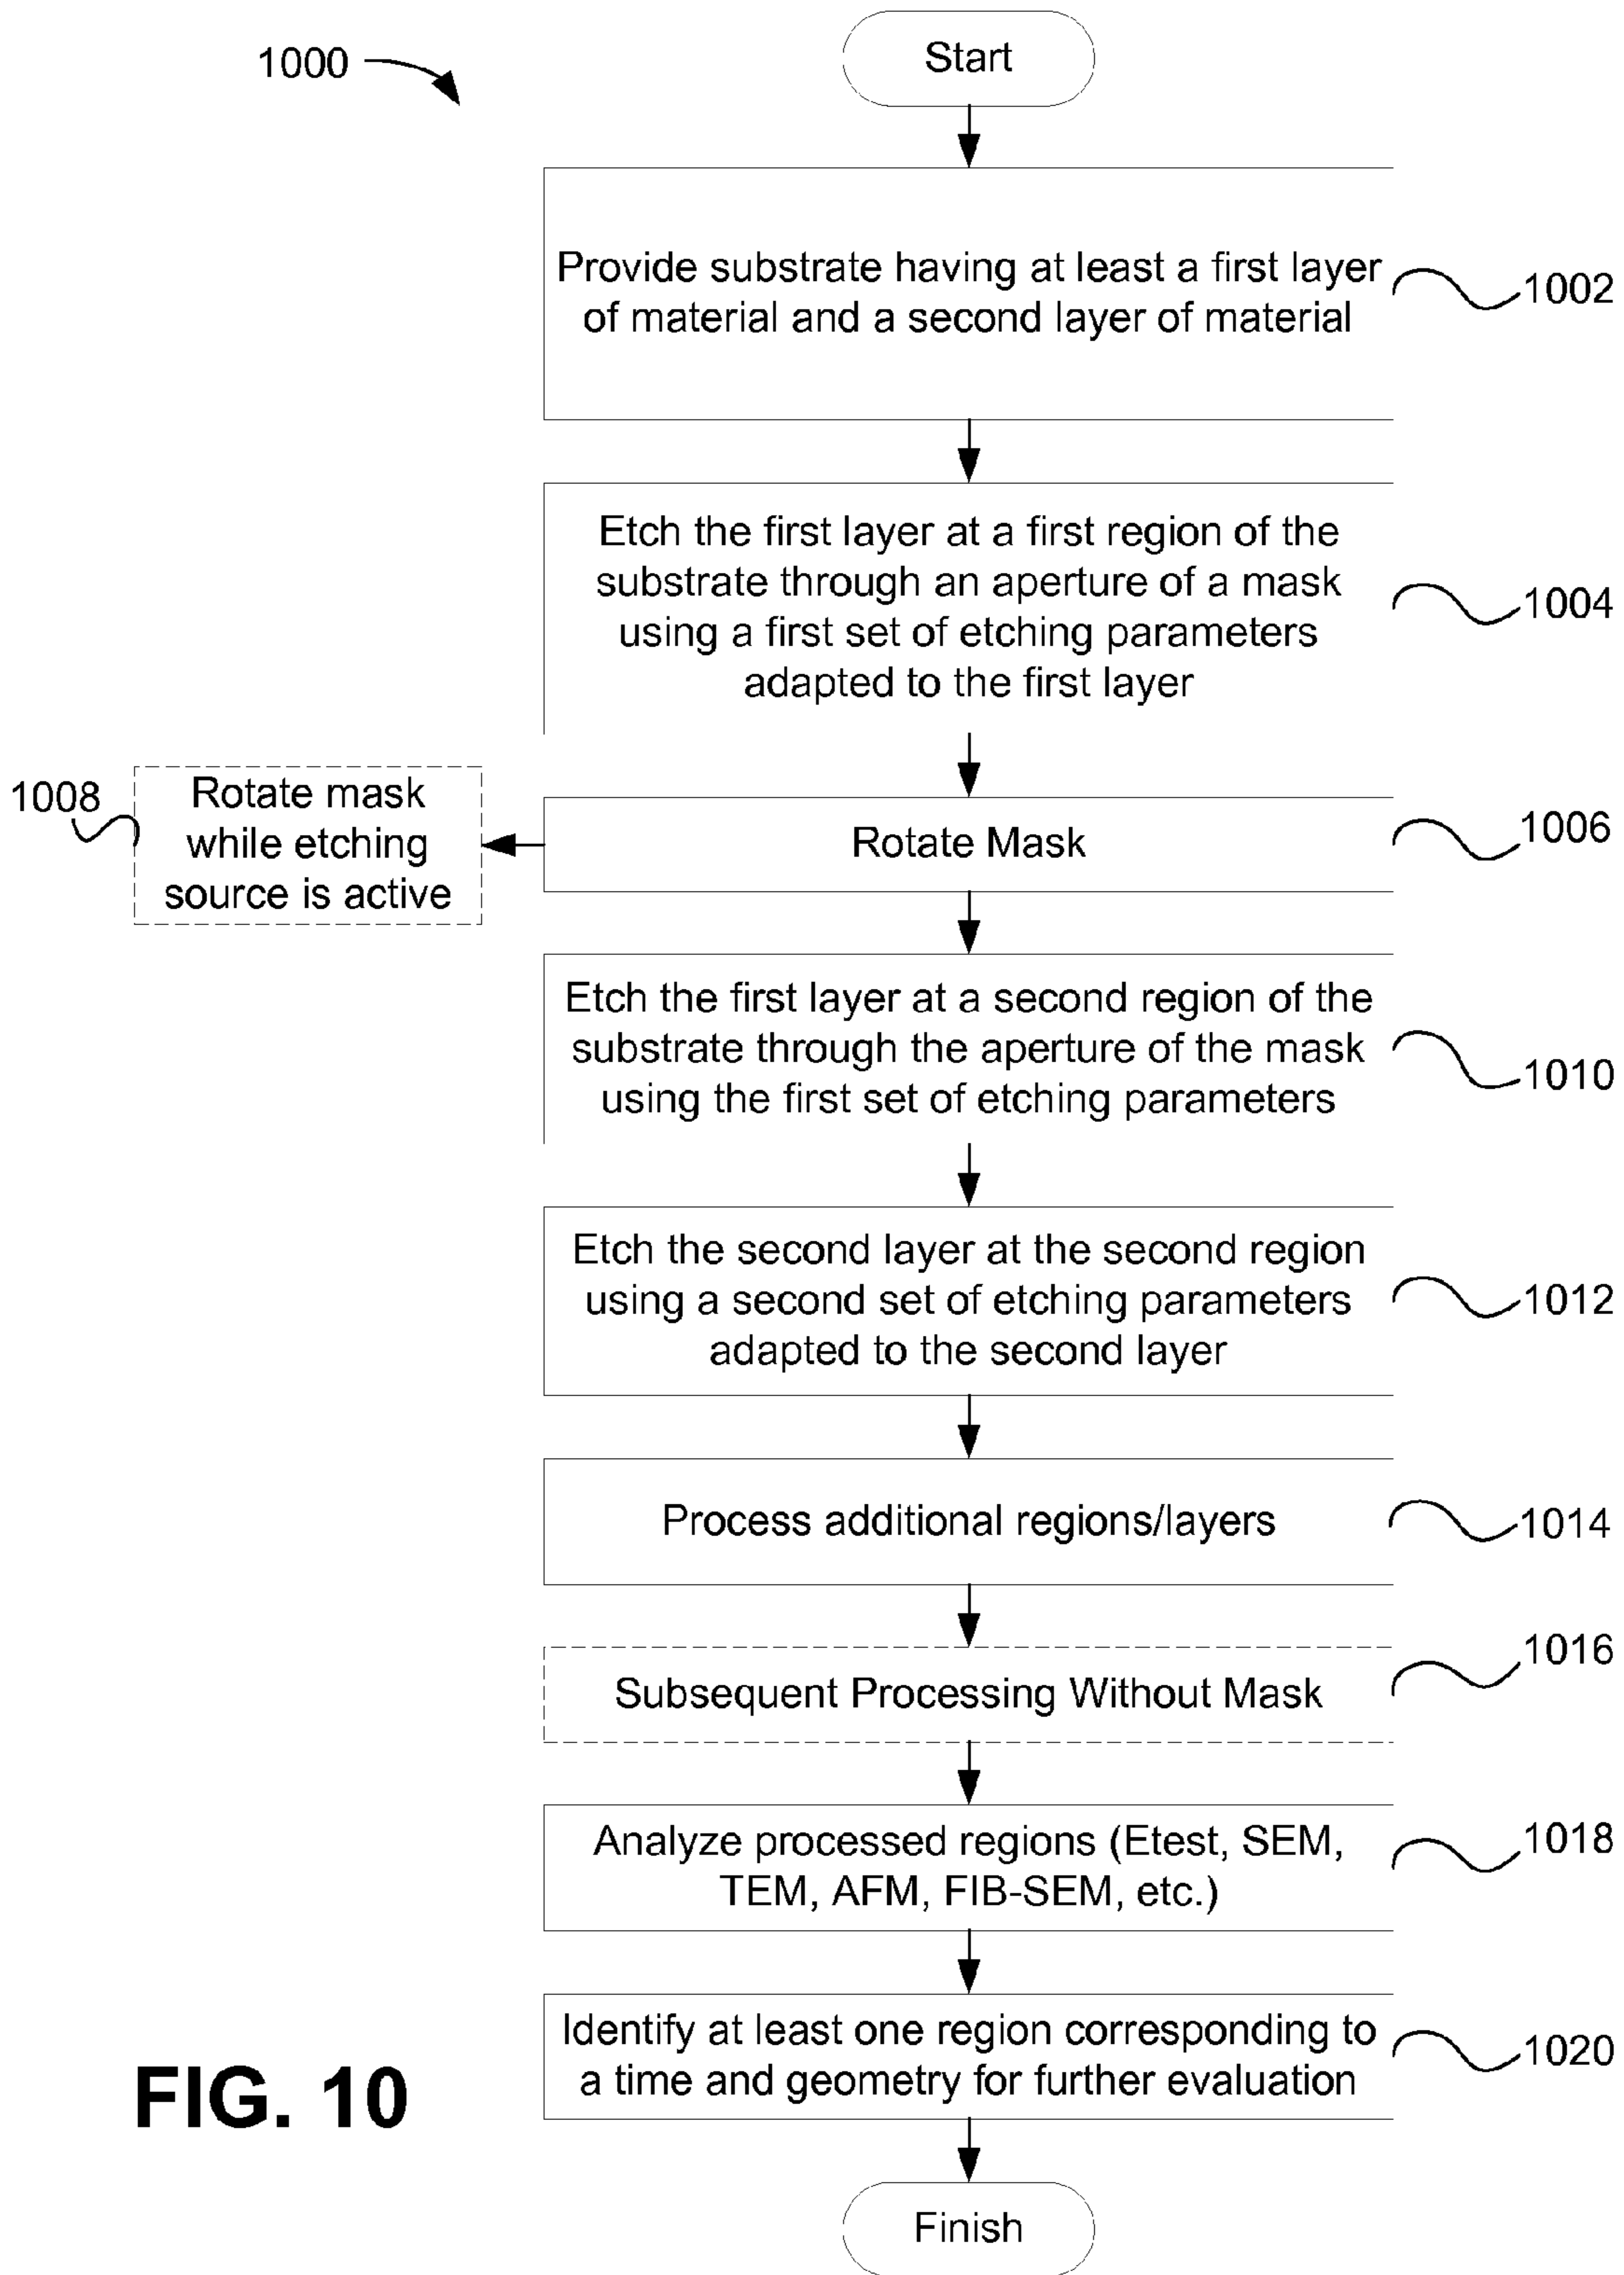 1000
Start
Provide substrate having at least a first layer
of material and a second layer of material
1002
Etch the first layer at a first region of the
substrate through an aperture of a mask
using a first set of etching parameters
adapted to the first layer
1004
Rotate Mask
1006
1008
Rotate mask
while etching
source is active
Etch the first layer at a second region of the
substrate through the aperture of the mask
using the first set of etching parameters
1010
Etch the second layer at the second region
using a second set of etching parameters
adapted to the second layer
1012
Process additional regions/layers
1014
Subsequent Processing Without Mask
1016
Analyze processed regions (Etest, SEM,
TEM, AFM, FIB-SEM, etc.)
1018
Identify at least one region corresponding to
a time and geometry for further evaluation
1020
Finish
FIG. 10